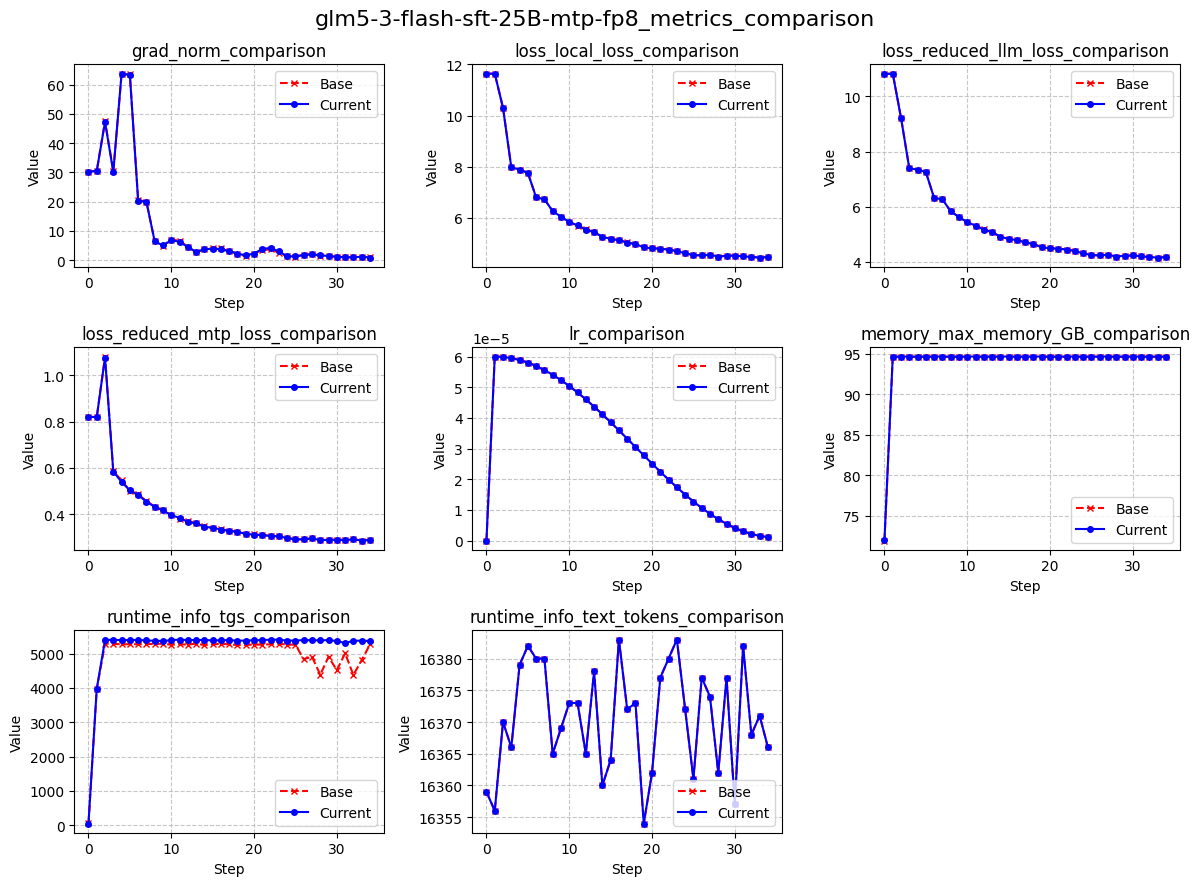 glm5-3-flash-sft-25B-mtp-fp8_metrics_comparison
grad_norm_comparison
Value
60
50
40
30
20
10
0
0
10
20
30
Step
Base
Current
loss_local_loss_comparison
Value
12
10
8
6
0
10
20
30
Step
Base
Current
loss_reduced_llm_loss_comparison
Value
10
8
6
4
0
10
20
30
Step
Base
Current
loss_reduced_mtp_loss_comparison
Value
1.0
0.8
0.6
0.4
0
10
20
30
Step
Base
Current
lr_comparison
1e−5
Value
6
5
4
3
2
1
0
0
10
20
30
Step
Base
Current
memory_max_memory_GB_comparison
Value
95
90
85
80
75
0
10
20
30
Step
Base
Current
runtime_info_tgs_comparison
Value
5000
4000
3000
2000
1000
0
0
10
20
30
Step
Base
Current
runtime_info_text_tokens_comparison
Value
16380
16375
16370
16365
16360
16355
0
10
20
30
Step
Base
Current